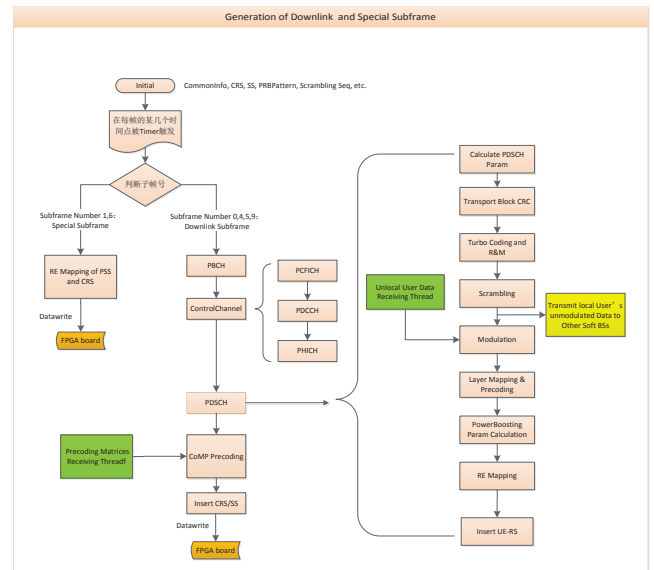 Generation of Downlink and Special Subframe
Initial
CommonInfo, CRS, SS, PRBPattern, Scrambling Seq, etc.
在每帧的某几个时
间点被Timer触发
判断子帧号
Subframe Number 1,6:
Special Subframe
Subframe Number 0,4,5,9:
Downlink Subframe
RE Mapping of PSS
and CRS
Datawrite
FPGA board
PBCH
ControlChannel
PCFICH
PDCCH
PHICH
PDSCH
Precoding Matrices
Receiving Threadf
CoMP Precoding
Insert CRS/SS
Datawrite
FPGA board
Calculate PDSCH
Param
Transport Block CRC
Turbo Coding and
R&M
Unlocal User Data
Receiving Thread
Scrambling
Transmit local User's
unmodulated Data to
Other Soft BSs
Modulation
Layer Mapping &
Precoding
PowerBoosting
Param Calculation
RE Mapping
Insert UE-RS